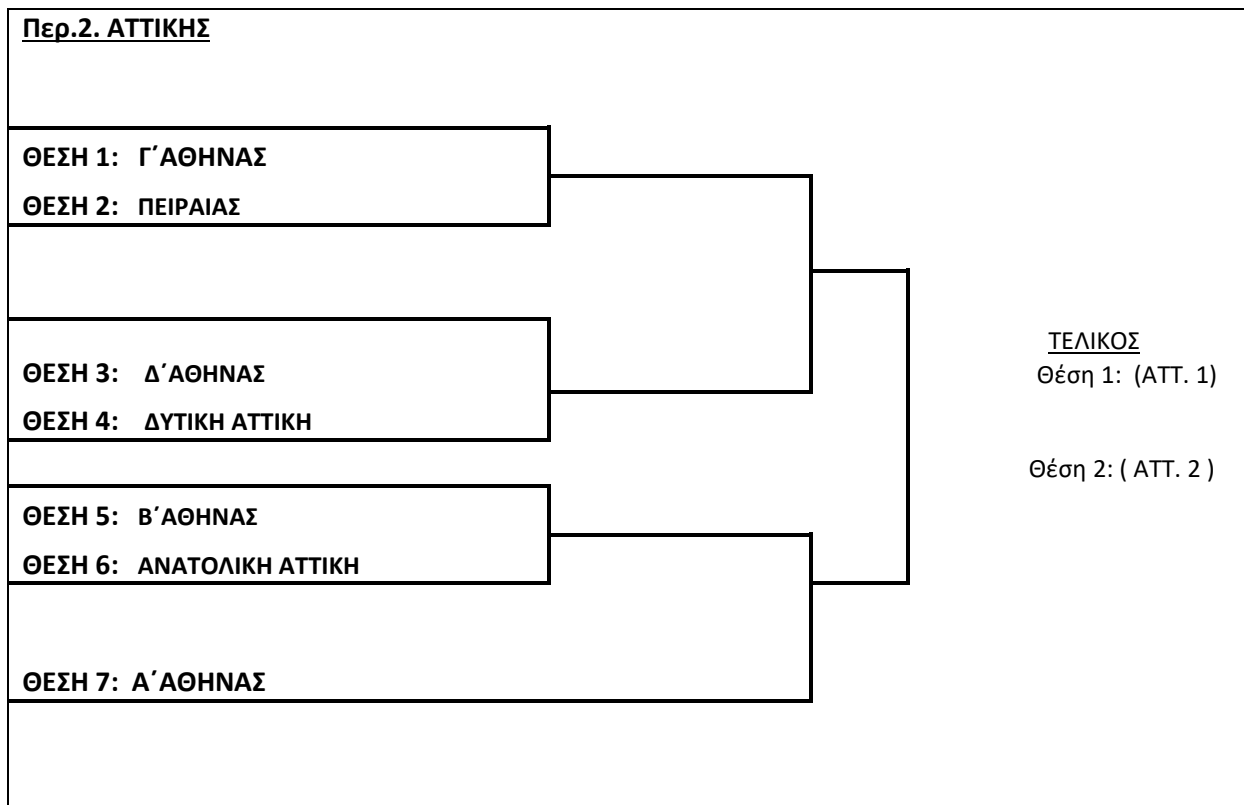 Περ.2. ΑΤΤΙΚΗΣ
ΘΕΣΗ 1: Γ΄ΑΘΗΝΑΣ
ΘΕΣΗ 2: ΠΕΙΡΑΙΑΣ
ΘΕΣΗ 3: Δ΄ΑΘΗΝΑΣ
ΘΕΣΗ 4: ΔΥΤΙΚΗ ΑΤΤΙΚΗ
ΘΕΣΗ 5: Β΄ΑΘΗΝΑΣ
ΘΕΣΗ 6: ΑΝΑΤΟΛΙΚΗ ΑΤΤΙΚΗ
ΘΕΣΗ 7: Α΄ΑΘΗΝΑΣ
ΤΕΛΙΚΟΣ
Θέση 1: (ΑΤΤ. 1)
Θέση 2: ( ΑΤΤ. 2 )